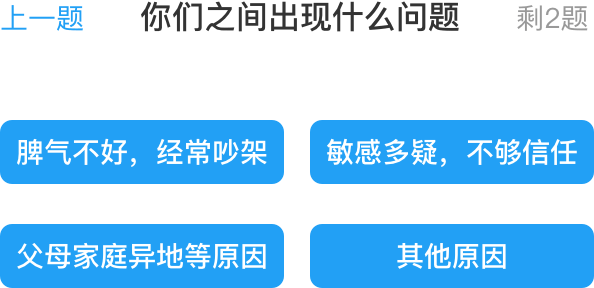 上一题 你们之间出现什么问题 剩2题
脾气不好，经常吵架 敏感多疑，不够信任
父母家庭异地等原因 其他原因